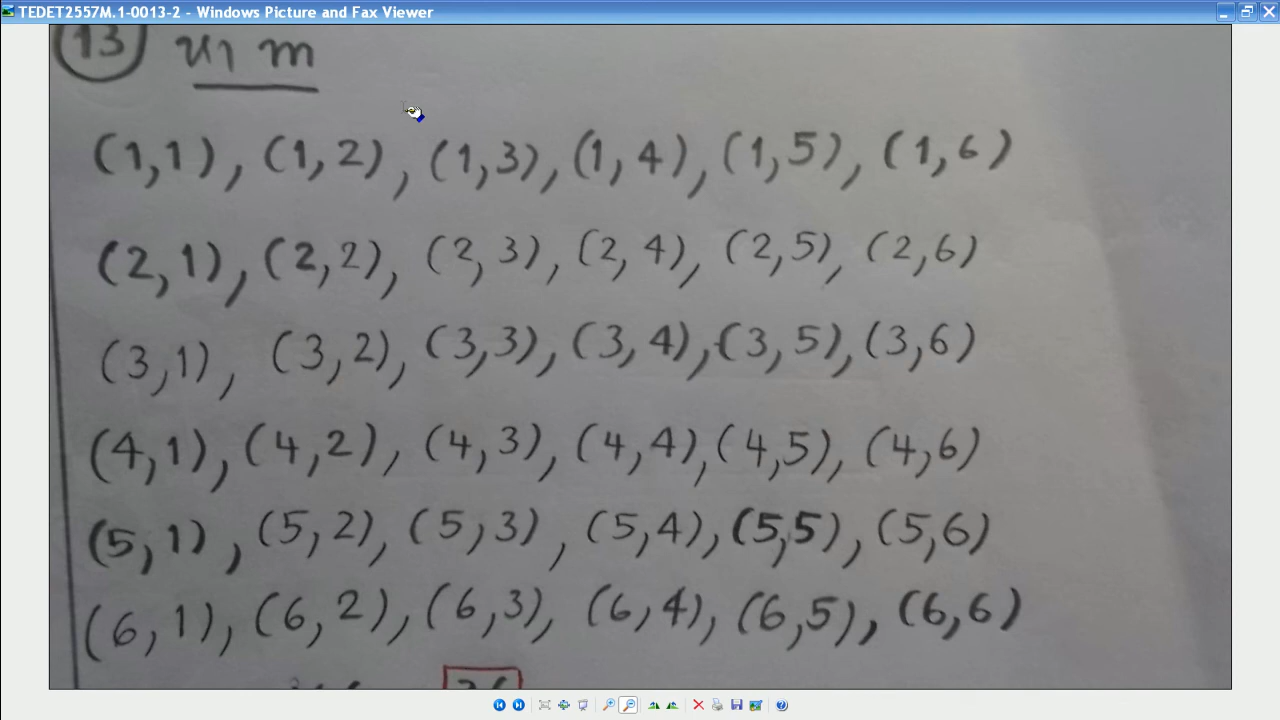 TEDET2557M.1-0013-2 - Windows Picture and Fax Viewer
13 หา m
(1,1), (1,2), (1,3), (1,4), (1,5), (1,6)
(2,1), (2,2), (2,3), (2,4), (2,5), (2,6)
(3,1), (3,2), (3,3), (3,4), (3,5), (3,6)
(4,1), (4,2), (4,3), (4,4), (4,5), (4,6)
(5,1), (5,2), (5,3), (5,4), (5,5), (5,6)
(6,1), (6,2), (6,3), (6,4), (6,5), (6,6)